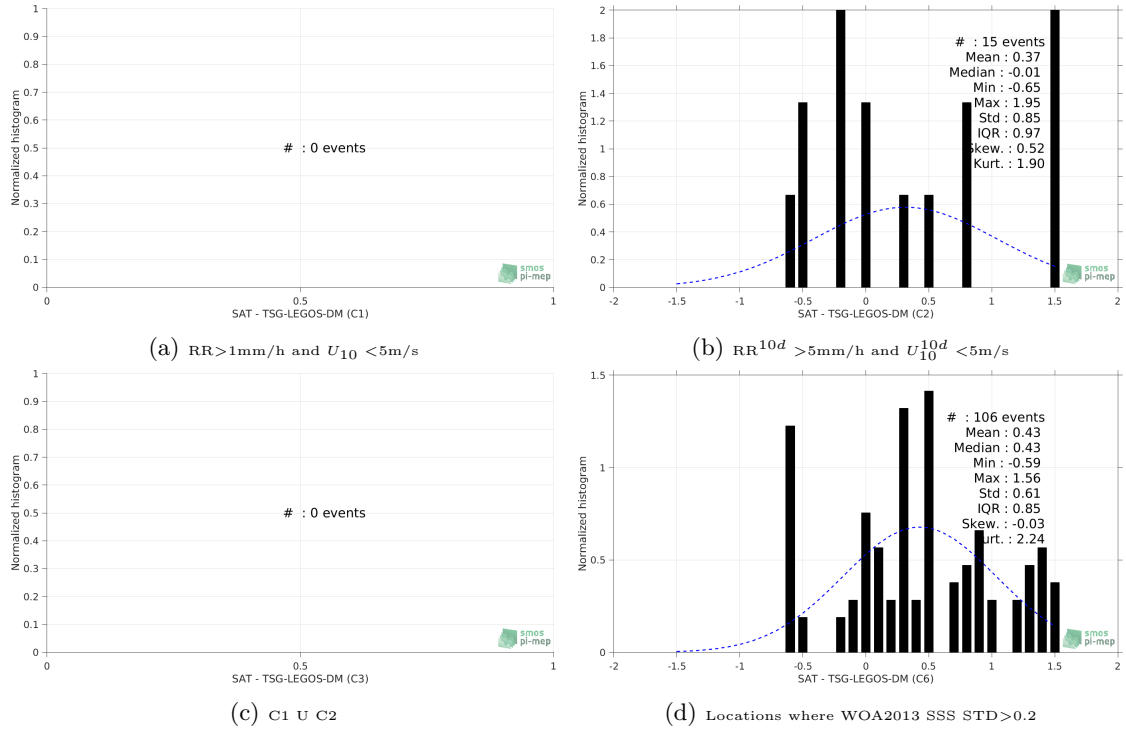 1
0.9
0.8
0.7
0.6
0.5
0.4
0.3
0.2
0.1
0
Normalized histogram
# : 0 events
smos
pi-mep
0 0.5 1
SAT - TSG-LEGOS-DM (C1)
(a) RR>1mm/h and U10 <5m/s
2
1.8
1.6
1.4
1.2
1
0.8
0.6
0.4
0.2
0
Normalized histogram
# : 15 events
Mean : 0.37
Median : -0.01
Min : -0.65
Max : 1.95
Std : 0.85
IQR : 0.97
Skew. : 0.52
Kurt. : 1.90
smos
pi-mep
-2 -1.5 -1 -0.5 0 0.5 1 1.5 2
SAT - TSG-LEGOS-DM (C2)
(b) RR10d >5mm/h and U10d10 <5m/s
1
0.9
0.8
0.7
0.6
0.5
0.4
0.3
0.2
0.1
0
Normalized histogram
# : 0 events
smos
pi-mep
0 0.5 1
SAT - TSG-LEGOS-DM (C3)
(c) C1 U C2
1.5
1
0.5
0
Normalized histogram
# : 106 events
Mean : 0.43
Median : 0.43
Min : -0.59
Max : 1.56
Std : 0.61
IQR : 0.85
Skew. : -0.03
Kurt. : 2.24
smos
pi-mep
-2 -1.5 -1 -0.5 0 0.5 1 1.5 2
SAT - TSG-LEGOS-DM (C6)
(d) Locations where WOA2013 SSS STD>0.2